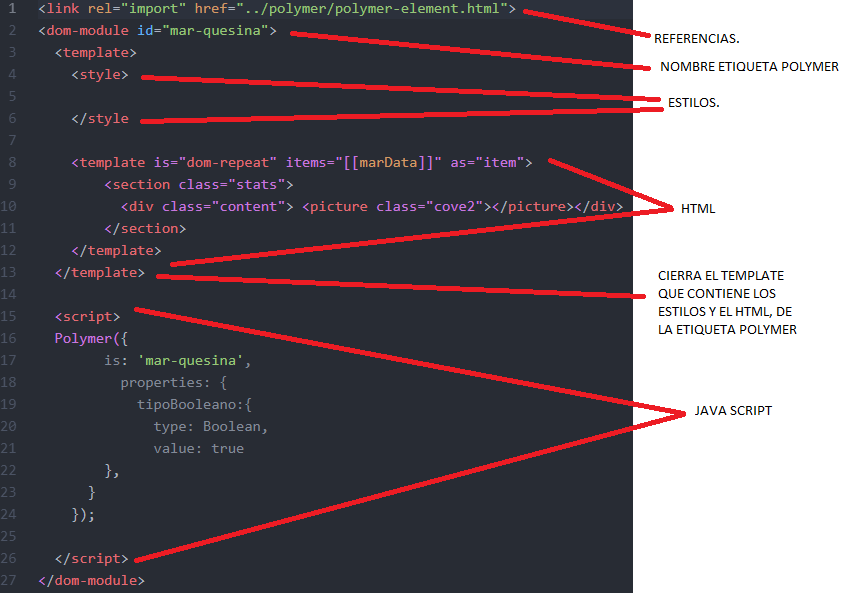 1 <link rel="import" href="../polymer/polymer-element.html">
2 <dom-module id="mar-quesina">
3 <template>
4 <style>
5
6 </style
7
8 <template is="dom-repeat" items="[[marData]]" as="item">
9 <section class="stats">
10 <div class="content"> <picture class="cove2"></picture></div>
11 </section>
12 </template>
13 </template>
14
15 <script>
16 Polymer({
17 is: 'mar-quesina',
18 properties: {
19 tipoBooleano:{
20 type: Boolean,
21 value: true
22 },
23 }
24 });
25
26 </script>
27 </dom-module>
REFERENCIAS.
NOMBRE ETIQUETA POLYMER
ESTILOS.
HTML
CIERRA EL TEMPLATE
QUE CONTIENE LOS
ESTILOS Y EL HTML, DE
LA ETIQUETA POLYMER
JAVA SCRIPT